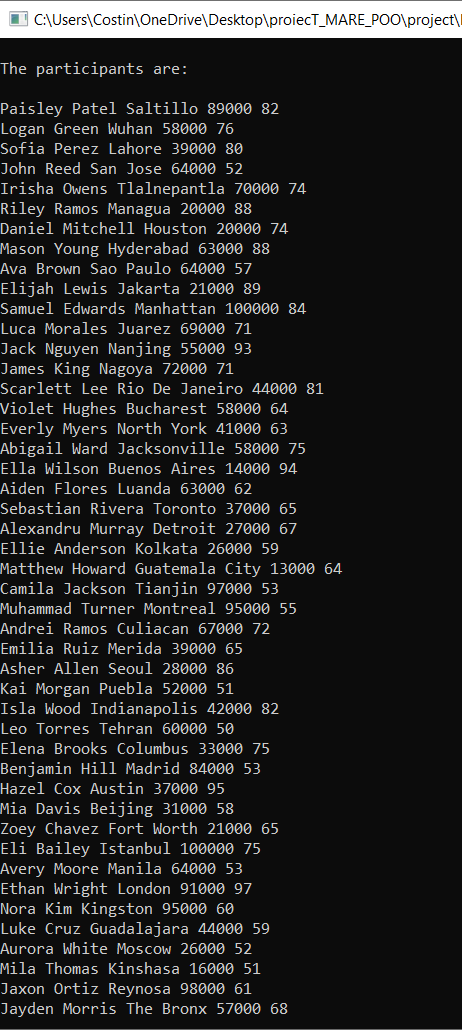 C:\Users\Costin\OneDrive\Desktop\proiecT_MARE_POO\project\
The participants are:
Paisley Patel Saltillo 89000 82
Logan Green Wuhan 58000 76
Sofia Perez Lahore 39000 80
John Reed San Jose 64000 52
Irisha Owens Tlalnepantla 70000 74
Riley Ramos Managua 20000 88
Daniel Mitchell Houston 20000 74
Mason Young Hyderabad 63000 88
Ava Brown Sao Paulo 64000 57
Elijah Lewis Jakarta 21000 89
Samuel Edwards Manhattan 100000 84
Luca Morales Juarez 69000 71
Jack Nguyen Nanjing 55000 93
James King Nagoya 72000 71
Scarlett Lee Rio De Janeiro 44000 81
Violet Hughes Bucharest 58000 64
Everly Myers North York 41000 63
Abigail Ward Jacksonville 58000 75
Ella Wilson Buenos Aires 14000 94
Aiden Flores Luanda 63000 62
Sebastian Rivera Toronto 37000 65
Alexandru Murray Detroit 27000 67
Ellie Anderson Kolkata 26000 59
Matthew Howard Guatemala City 13000 64
Camila Jackson Tianjin 97000 53
Muhammad Turner Montreal 95000 55
Andrei Ramos Culiacan 67000 72
Emilia Ruiz Merida 39000 65
Asher Allen Seoul 28000 86
Kai Morgan Puebla 52000 51
Isla Wood Indianapolis 42000 82
Leo Torres Tehran 60000 50
Elena Brooks Columbus 33000 75
Benjamin Hill Madrid 84000 53
Hazel Cox Austin 37000 95
Mia Davis Beijing 31000 58
Zoey Chavez Fort Worth 21000 65
Eli Bailey Istanbul 100000 75
Avery Moore Manila 64000 53
Ethan Wright London 91000 97
Nora Kim Kingston 95000 60
Luke Cruz Guadalajara 44000 59
Aurora White Moscow 26000 52
Mila Thomas Kinshasa 16000 51
Jaxon Ortiz Reynosa 98000 61
Jayden Morris The Bronx 57000 68